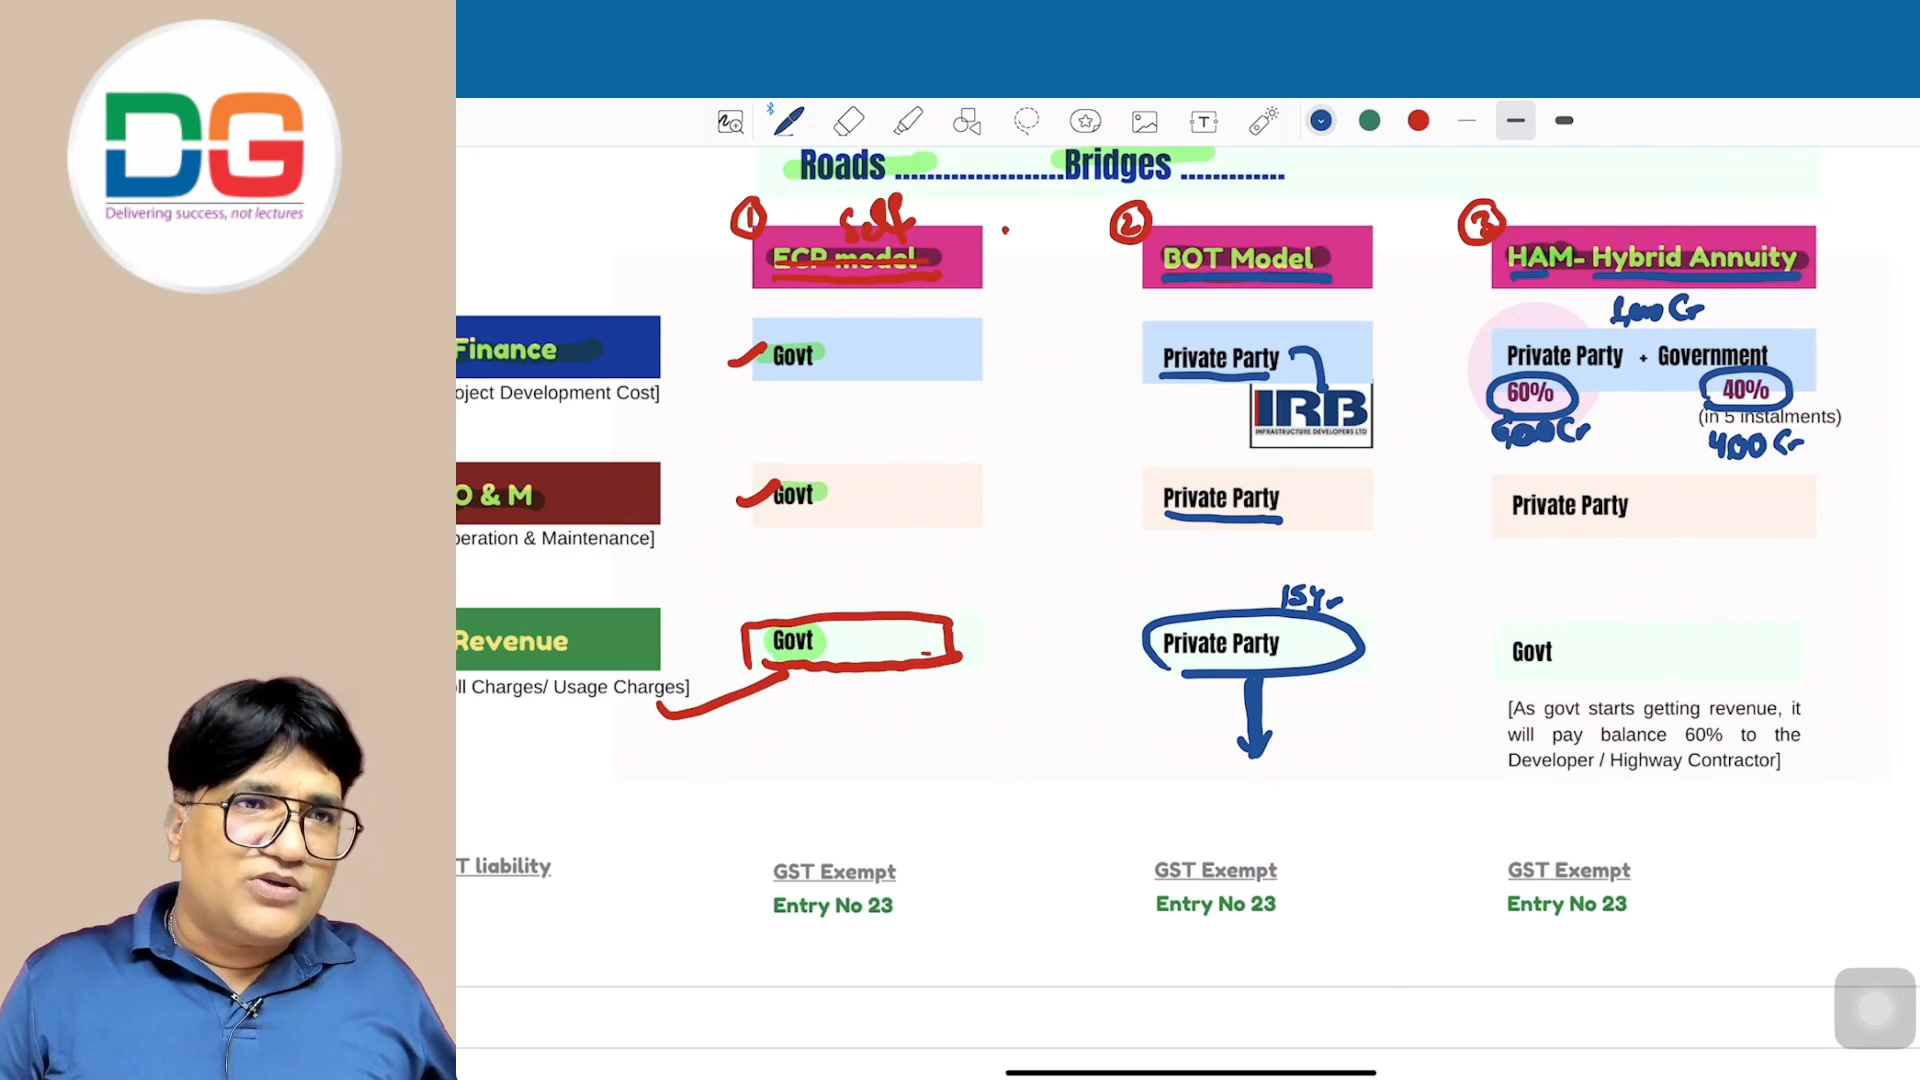 DG
Delivering success, not lectures
Roads ......................Bridges .............
1
self
2
3
ECP model
BOT Model
HAM- Hybrid Annuity
1,000 Cr
Finance
Govt
Private Party
Private Party + Government
60%
40%
oject Development Cost]
IRB
INFRASTRUCTURE DEVELOPERS LTD
(in 5 instalments)
600 Cr
400 Cr
O & M
Govt
Private Party
Private Party
peration & Maintenance]
15yr
Revenue
Govt
Private Party
Govt
ll Charges/ Usage Charges]
[As govt starts getting revenue, it
will pay balance 60% to the
Developer / Highway Contractor]
T liability
GST Exempt
GST Exempt
GST Exempt
Entry No 23
Entry No 23
Entry No 23